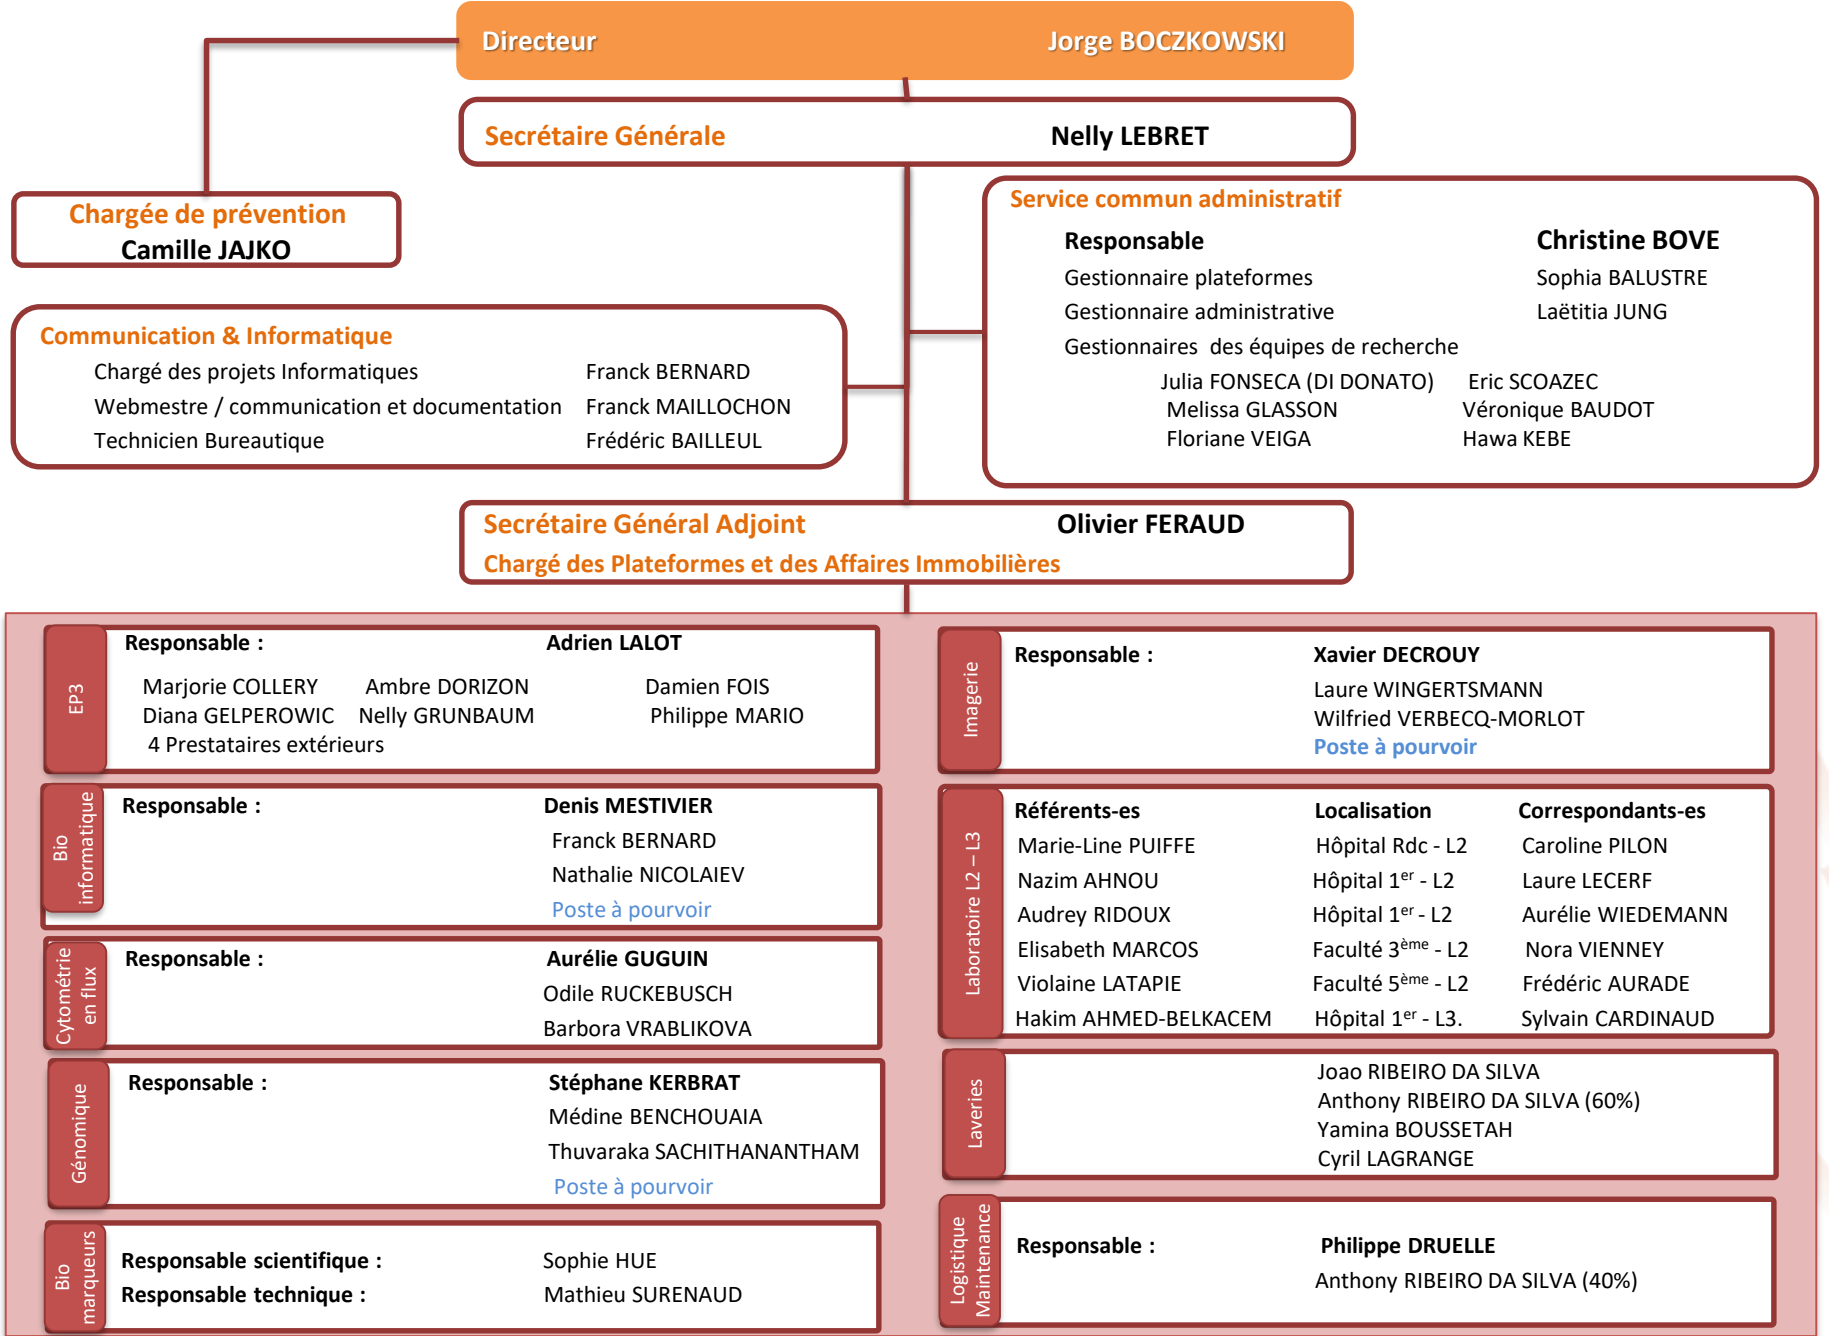 Directeur Jorge BOCZKOWSKI
Secrétaire Générale Nelly LEBRET
Chargée de prévention
Camille JAJKO
Service commun administratif
Responsable Christine BOVE
Gestionnaire plateformes Sophia BALUSTRE
Gestionnaire administrative Laëtitia JUNG
Gestionnaires des équipes de recherche
Julia FONSECA (DI DONATO) Eric SCOAZEC
Melissa GLASSON Véronique BAUDOT
Floriane VEIGA Hawa KEBE
Communication & Informatique
Chargé des projets Informatiques Franck BERNARD
Webmestre / communication et documentation Franck MAILLOCHON
Technicien Bureautique Frédéric BAILLEUL
Secrétaire Général Adjoint Olivier FERAUD
Chargé des Plateformes et des Affaires Immobilières
EP3
Responsable : Adrien LALOT
Marjorie COLLERY Ambre DORIZON Damien FOIS
Diana GELPEROWIC Nelly GRUNBAUM Philippe MARIO
4 Prestataires extérieurs
Bio
informatique
Responsable : Denis MESTIVIER
Franck BERNARD
Nathalie NICOLAIEV
Poste à pourvoir
Cytométrie
en flux
Responsable : Aurélie GUGUIN
Odile RUCKEBUSCH
Barbora VRABLIKOVA
Génomique
Responsable : Stéphane KERBRAT
Médine BENCHOUAIA
Thuvaraka SACHITHANANTHAM
Poste à pourvoir
Bio
marqueurs
Responsable scientifique : Sophie HUE
Responsable technique : Mathieu SURENAUD
Imagerie
Responsable : Xavier DECROUY
Laure WINGERTSMANN
Wilfried VERBECQ-MORLOT
Poste à pourvoir
Laboratoire L2 – L3
Référents-es Localisation Correspondants-es
Marie-Line PUIFFE Hôpital Rdc - L2 Caroline PILON
Nazim AHNOU Hôpital 1er - L2 Laure LECERF
Audrey RIDOUX Hôpital 1er - L2 Aurélie WIEDEMANN
Elisabeth MARCOS Faculté 3ème - L2 Nora VIENNEY
Violaine LATAPIE Faculté 5ème - L2 Frédéric AURADE
Hakim AHMED-BELKACEM Hôpital 1er - L3. Sylvain CARDINAUD
Laveries
Joao RIBEIRO DA SILVA
Anthony RIBEIRO DA SILVA (60%)
Yamina BOUSSETAH
Cyril LAGRANGE
Logistique
Maintenance
Responsable : Philippe DRUELLE
Anthony RIBEIRO DA SILVA (40%)